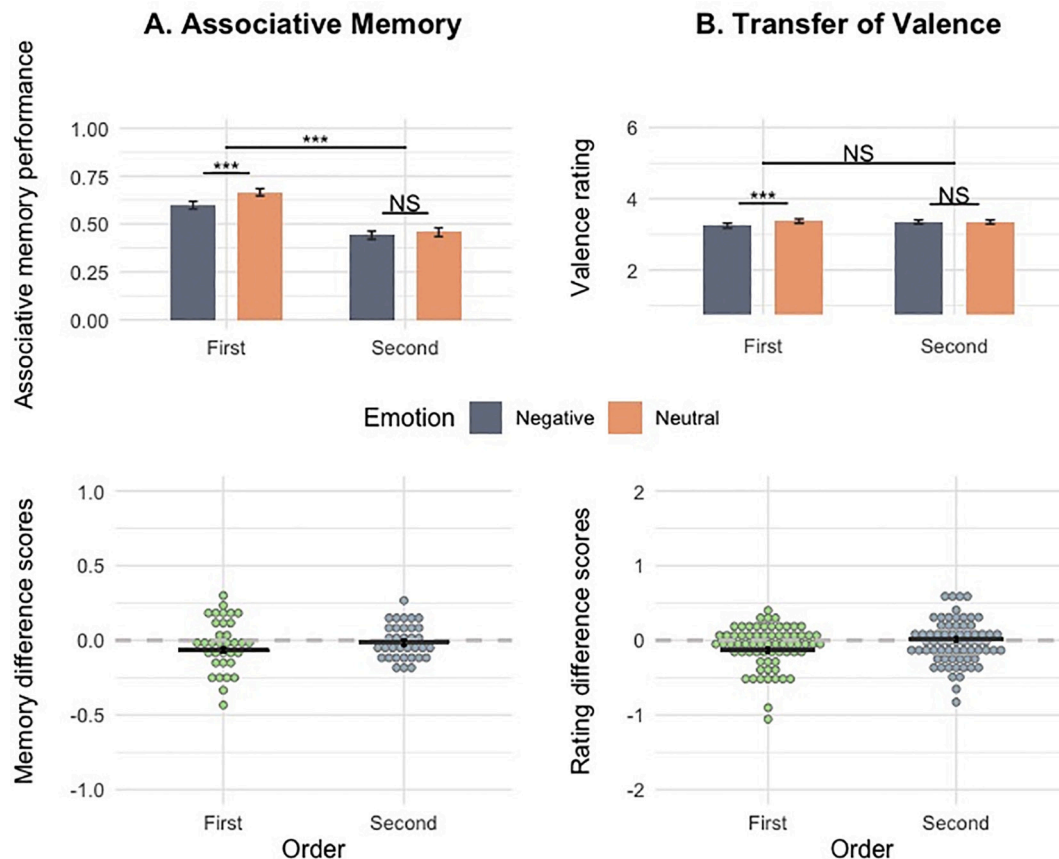 A. Associative Memory
Associative memory performance
1.00
0.75
0.50
0.25
0.00
***
***
NS
First
Second
B. Transfer of Valence
Valence rating
6
4
2
NS
***
NS
First
Second
Emotion
Negative
Neutral
Memory difference scores
1.0
0.5
0.0
-0.5
-1.0
First
Second
Order
Rating difference scores
2
1
0
-1
-2
First
Second
Order